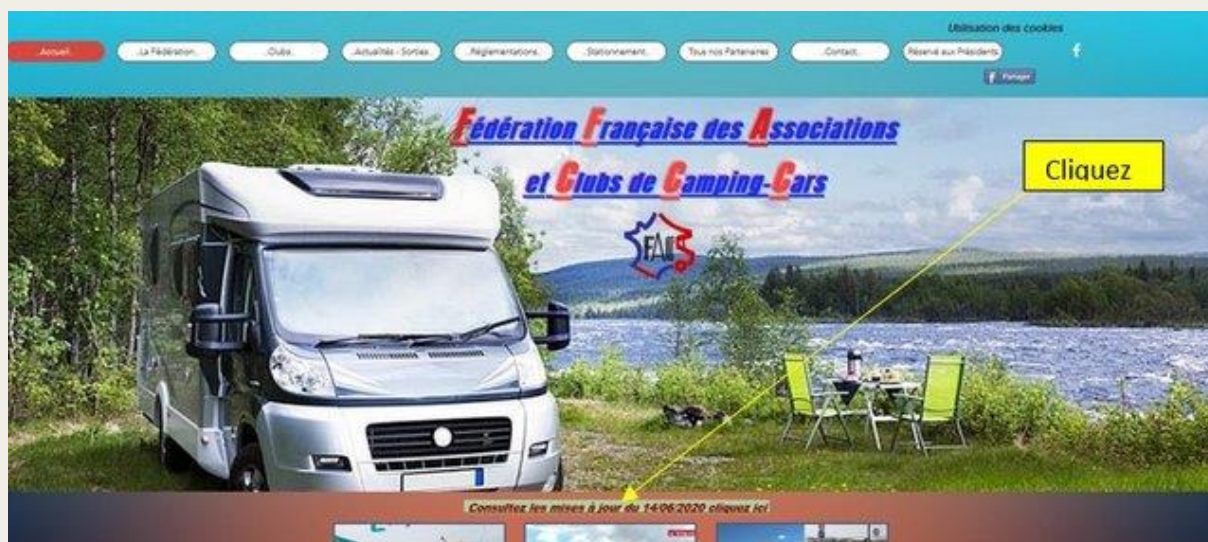 Utilisation des cookies
Accueil.. ..La Fédération.. ..Clubs.. ..Actualités - Sorties.. ..Réglementations.. ..Stationnement.. Tous nos Partenaires ..Contact.. Réservé aux Présidents
f Partager
Fédération Française des Associations
et Clubs de Camping-Cars
Cliquez
Consultez les mises à jour du 14/06/2020 cliquez ici